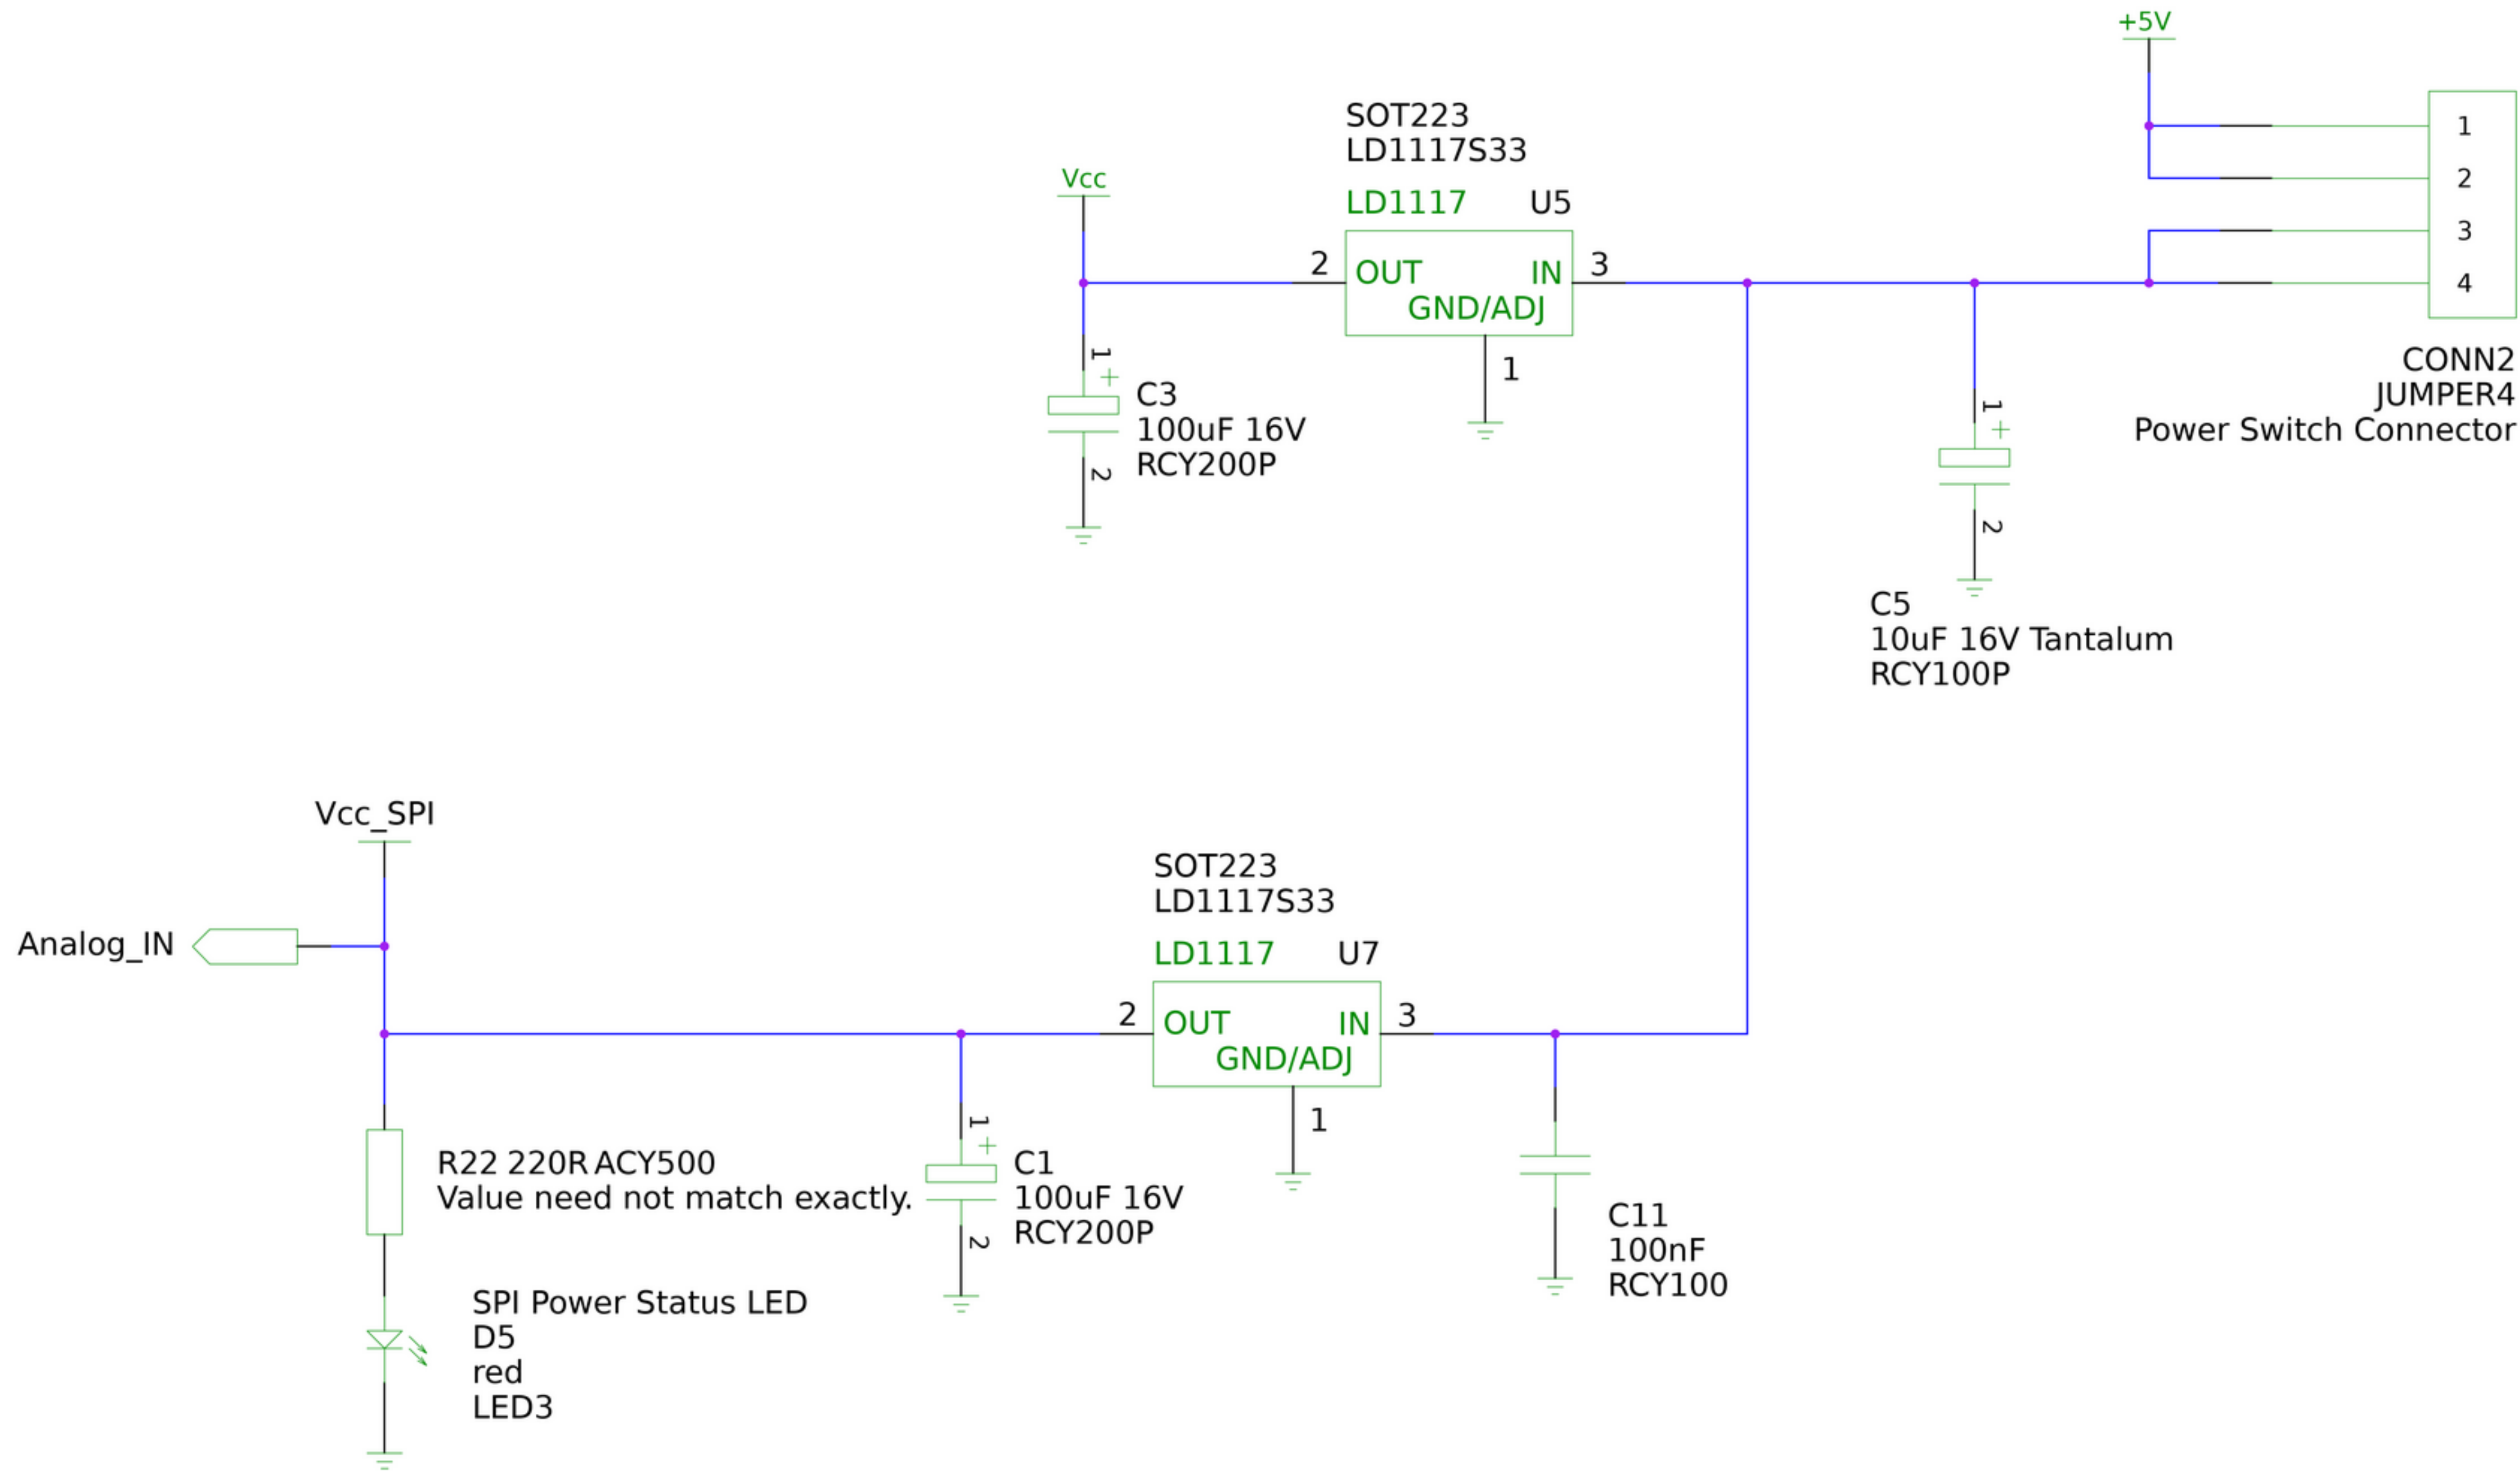 +5V
1
2
3
4
CONN2
JUMPER4
Power Switch Connector
SOT223
LD1117S33
LD1117 U5
2 OUT IN 3
GND/ADJ
1
Vcc
1
+
C3
100uF 16V
RCY200P
2
1
+
2
C5
10uF 16V Tantalum
RCY100P
Vcc_SPI
Analog_IN
SOT223
LD1117S33
LD1117 U7
2 OUT IN 3
GND/ADJ
1
R22 220R ACY500
Value need not match exactly.
1
+
C1
100uF 16V
RCY200P
2
C11
100nF
RCY100
SPI Power Status LED
D5
red
LED3